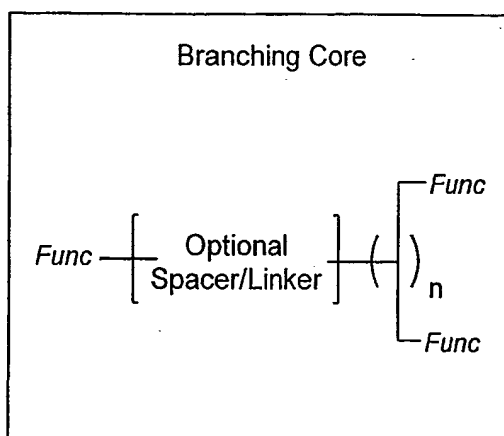 Branching Core
Func
Optional
Spacer/Linker
( )
n
Func
Func